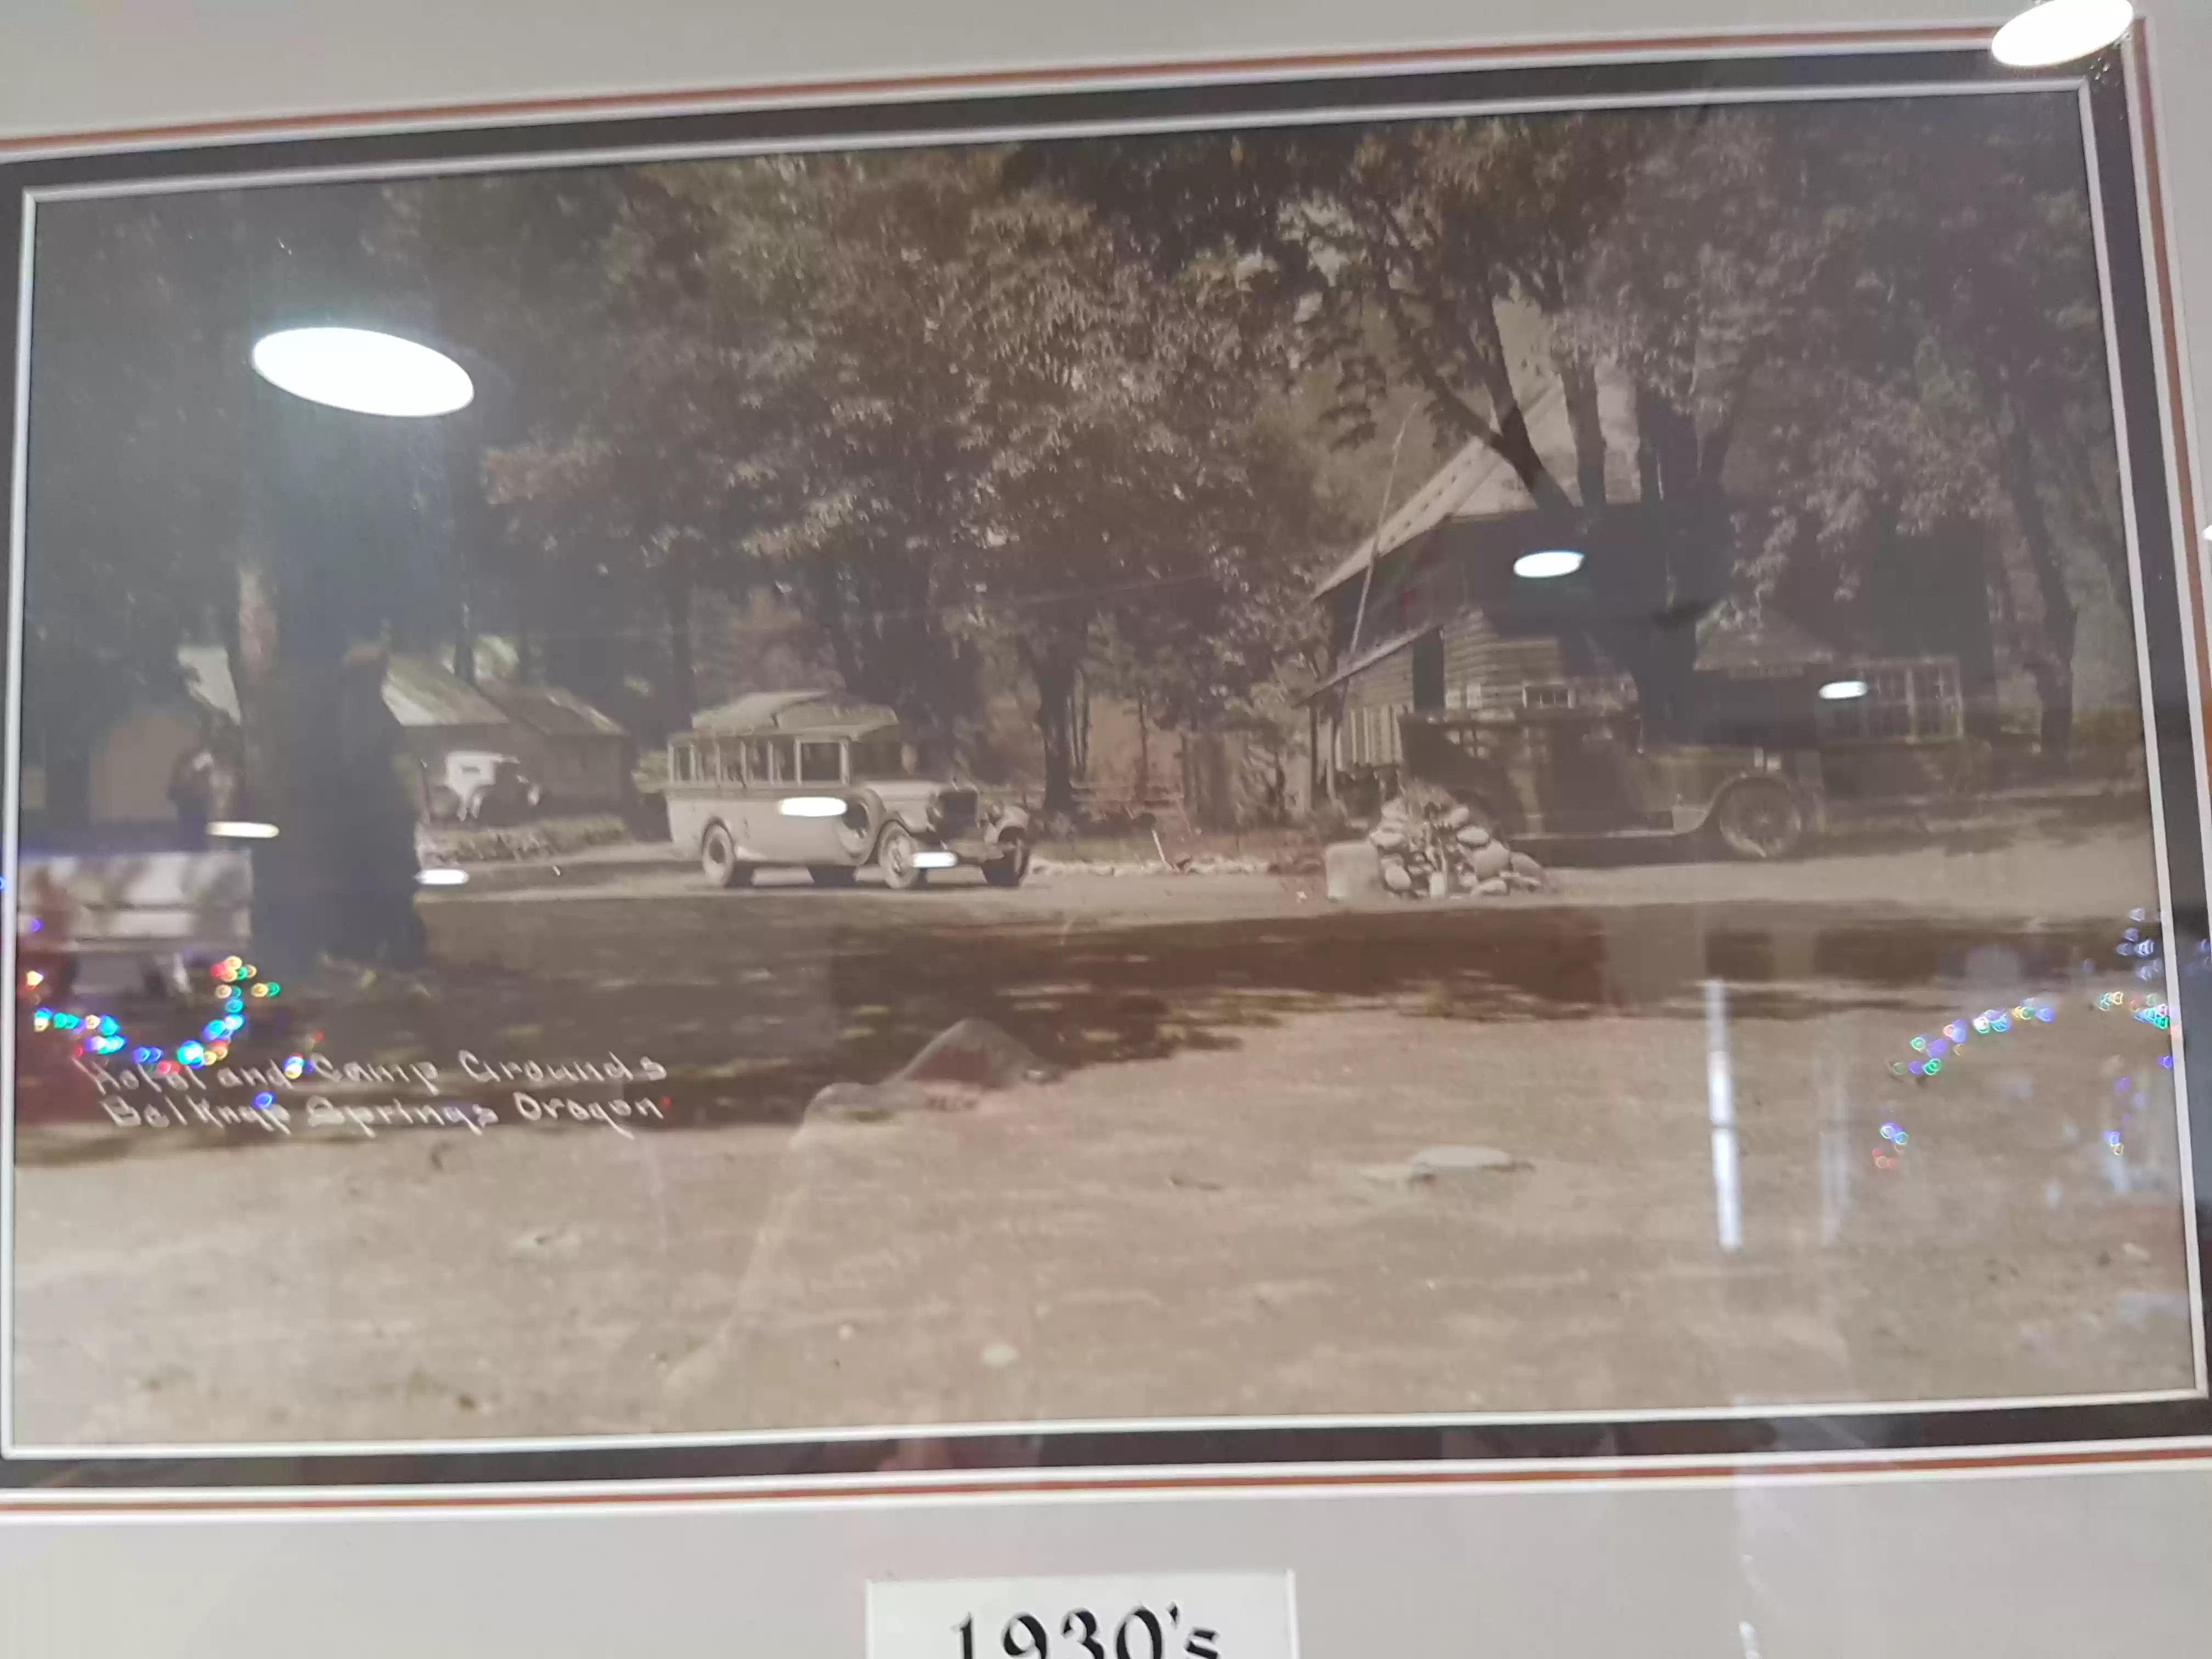 Hotel and Camp Grounds
Belknap Springs Oregon
1930's